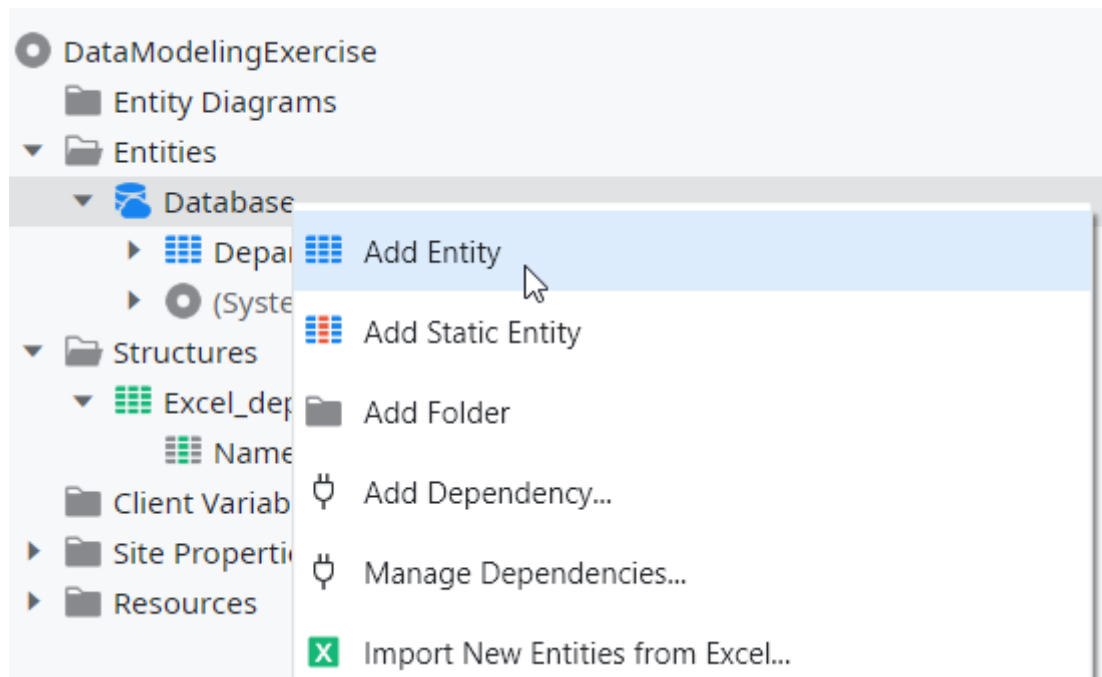 DataModelingExercise
Entity Diagrams
Entities
Database
Depar
(Syste
Structures
Excel_dep
Name
Client Variab
Site Properti
Resources
Add Entity
Add Static Entity
Add Folder
Add Dependency...
Manage Dependencies...
Import New Entities from Excel...